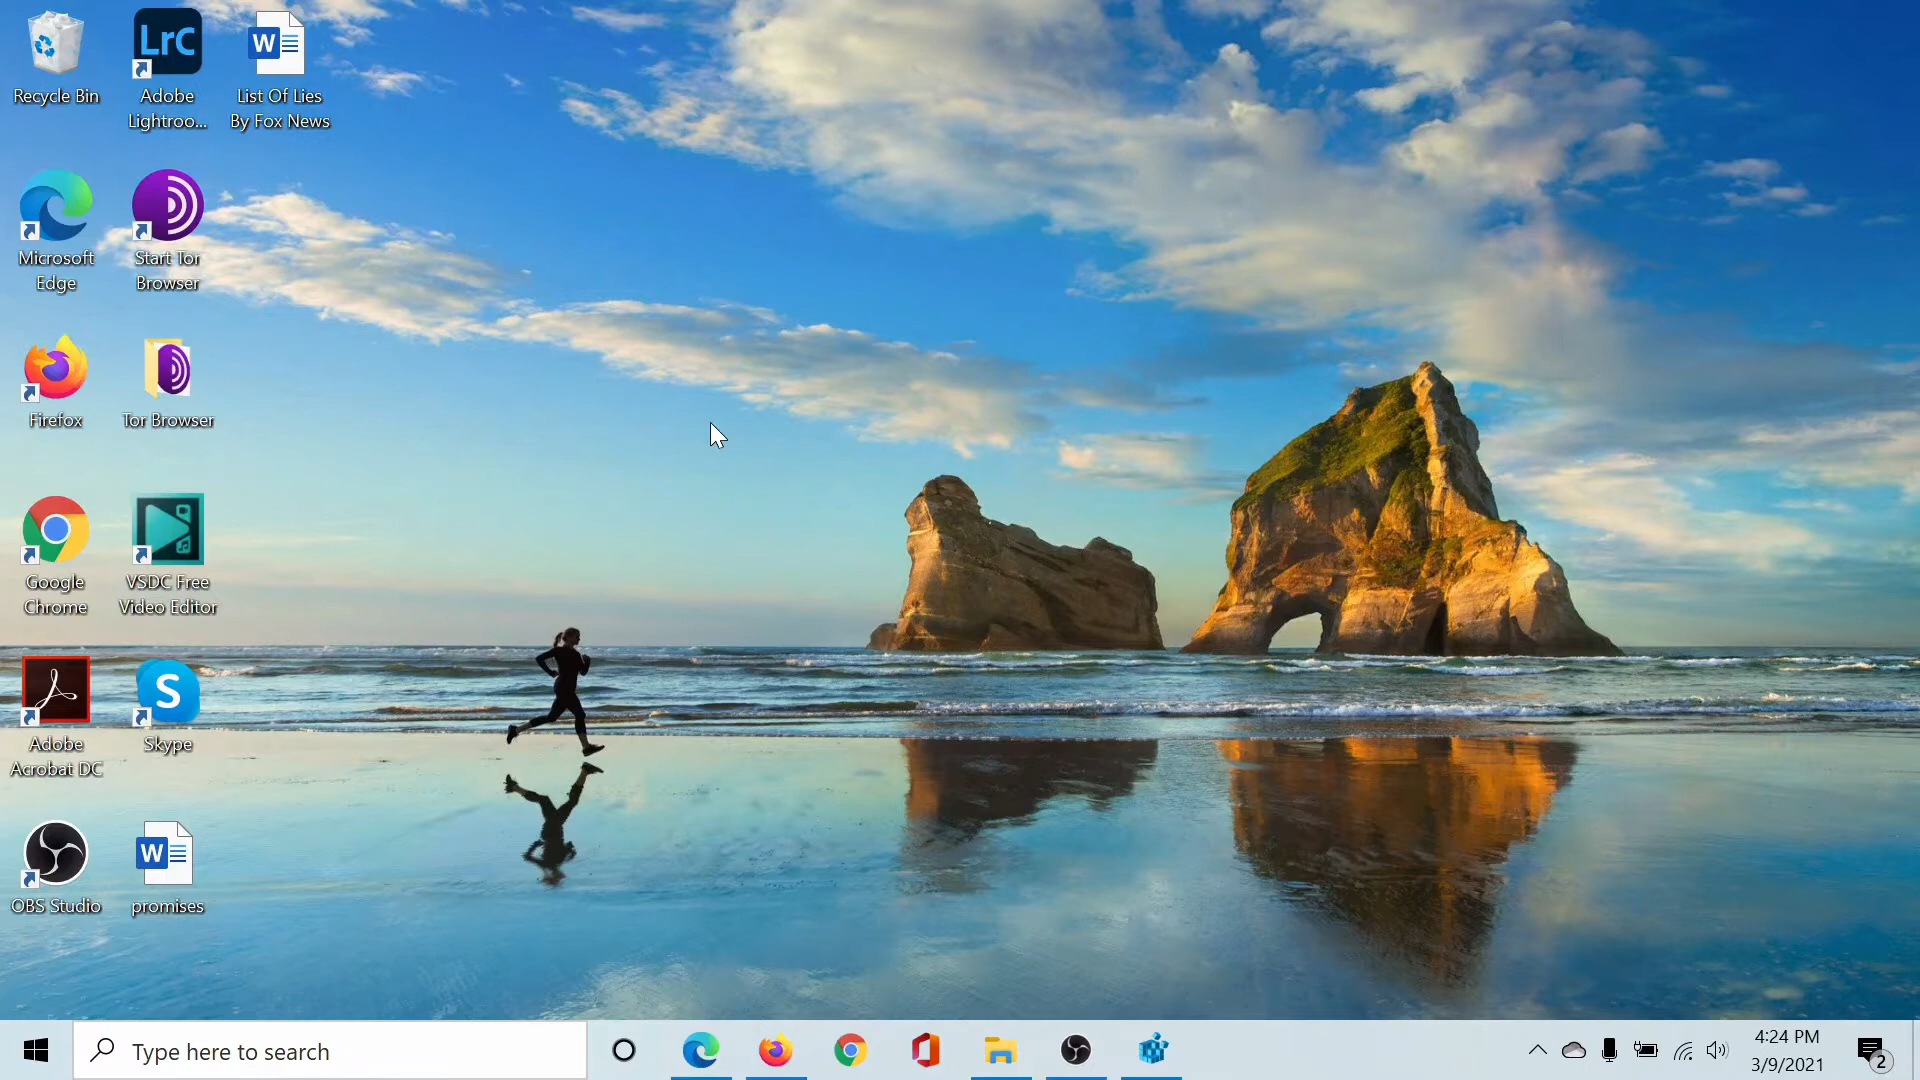 Recycle Bin
LrC
Adobe
Lightroo...
W
List Of Lies
By Fox News
Microsoft
Edge
Start Tor
Browser
Firefox
Tor Browser
Google
Chrome
VSDC Free
Video Editor
Adobe
Acrobat DC
S
Skype
OBS Studio
W
promises
Type here to search
4:24 PM
3/9/2021
2